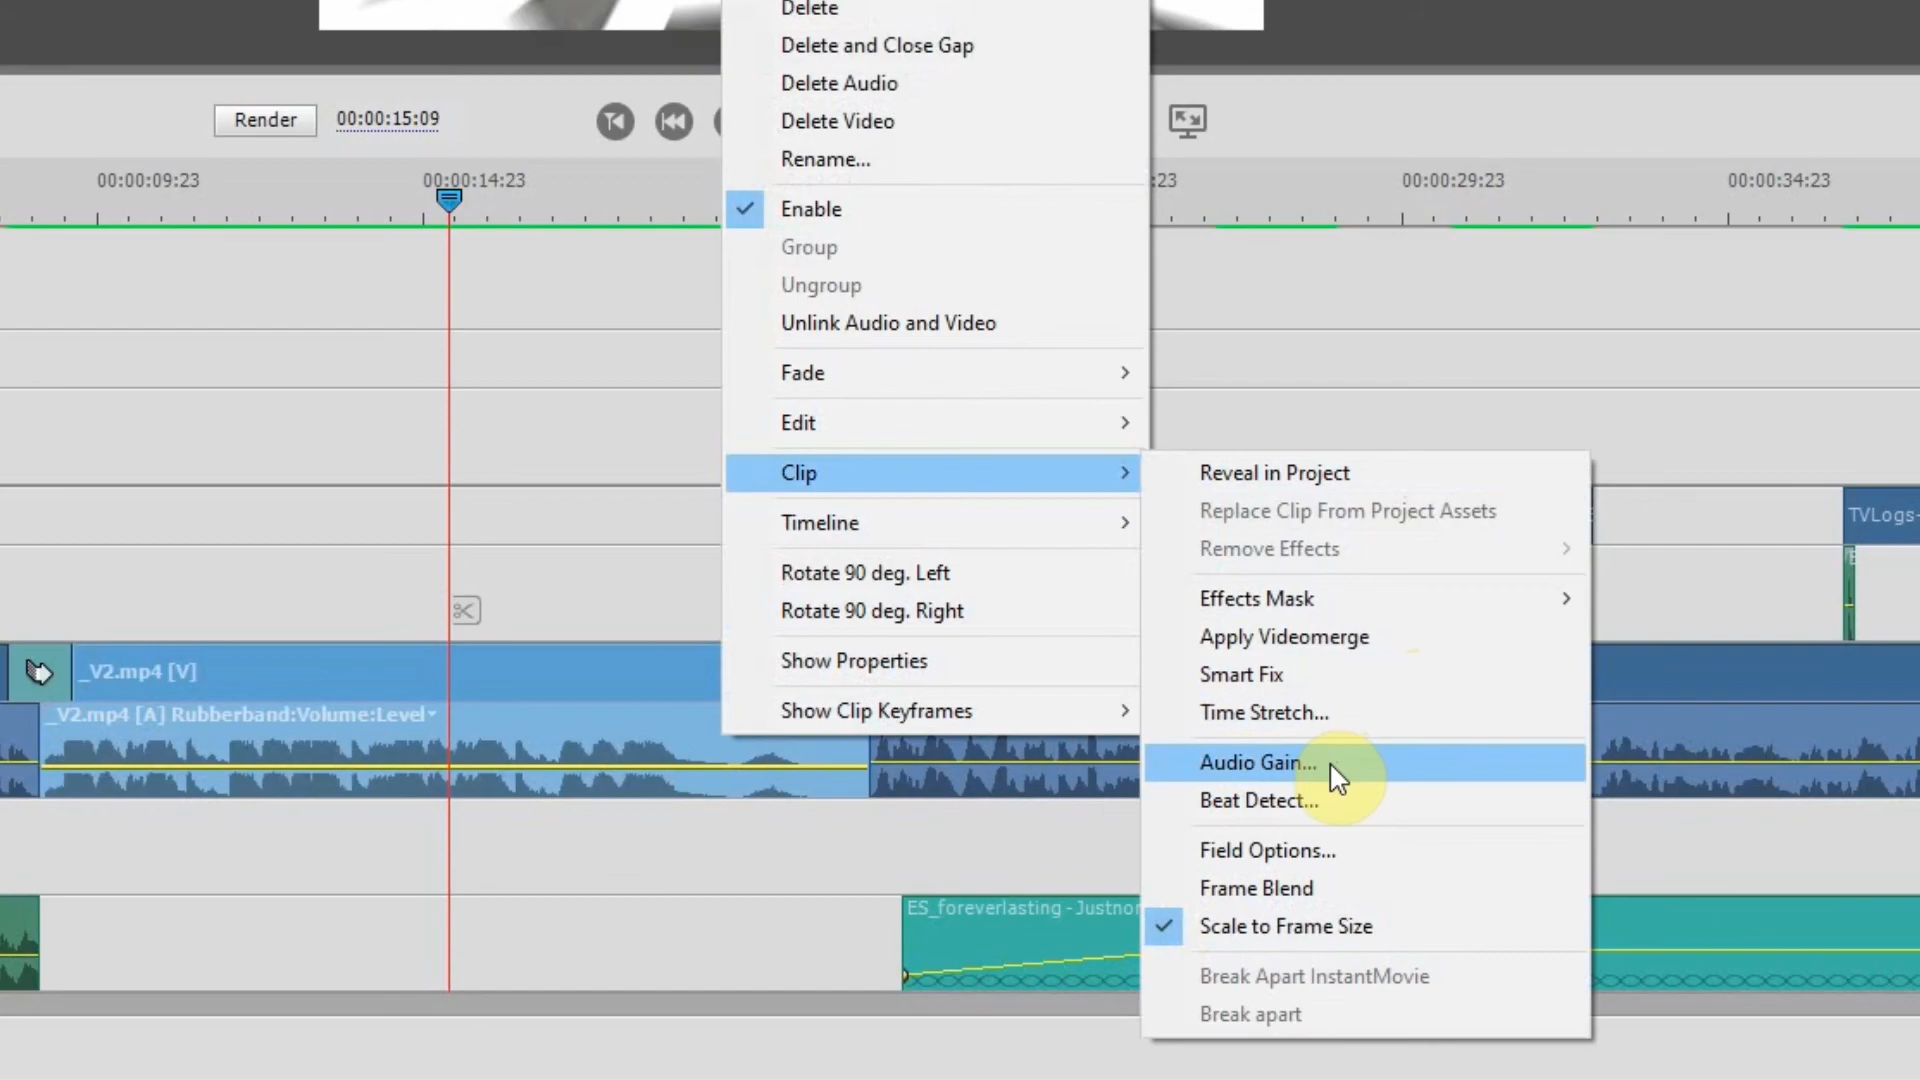 Delete
Delete and Close Gap
Delete Audio
Delete Video
Rename...
Render
00:00:15:09
00:00:09:23
00:00:14:23
:23
00:00:29:23
00:00:34:23
Enable
Group
Ungroup
Unlink Audio and Video
Fade
Edit
Clip
Timeline
Rotate 90 deg. Left
Rotate 90 deg. Right
Show Properties
Show Clip Keyframes
Reveal in Project
Replace Clip From Project Assets
Remove Effects
Effects Mask
Apply Videomerge
Smart Fix
Time Stretch...
Audio Gain...
Beat Detect...
Field Options...
Frame Blend
Scale to Frame Size
Break Apart InstantMovie
Break apart
TVLogs-
_V2.mp4 [V]
_V2.mp4 [A] Rubberband:Volume:Level
ES_foreverlasting - Justnor